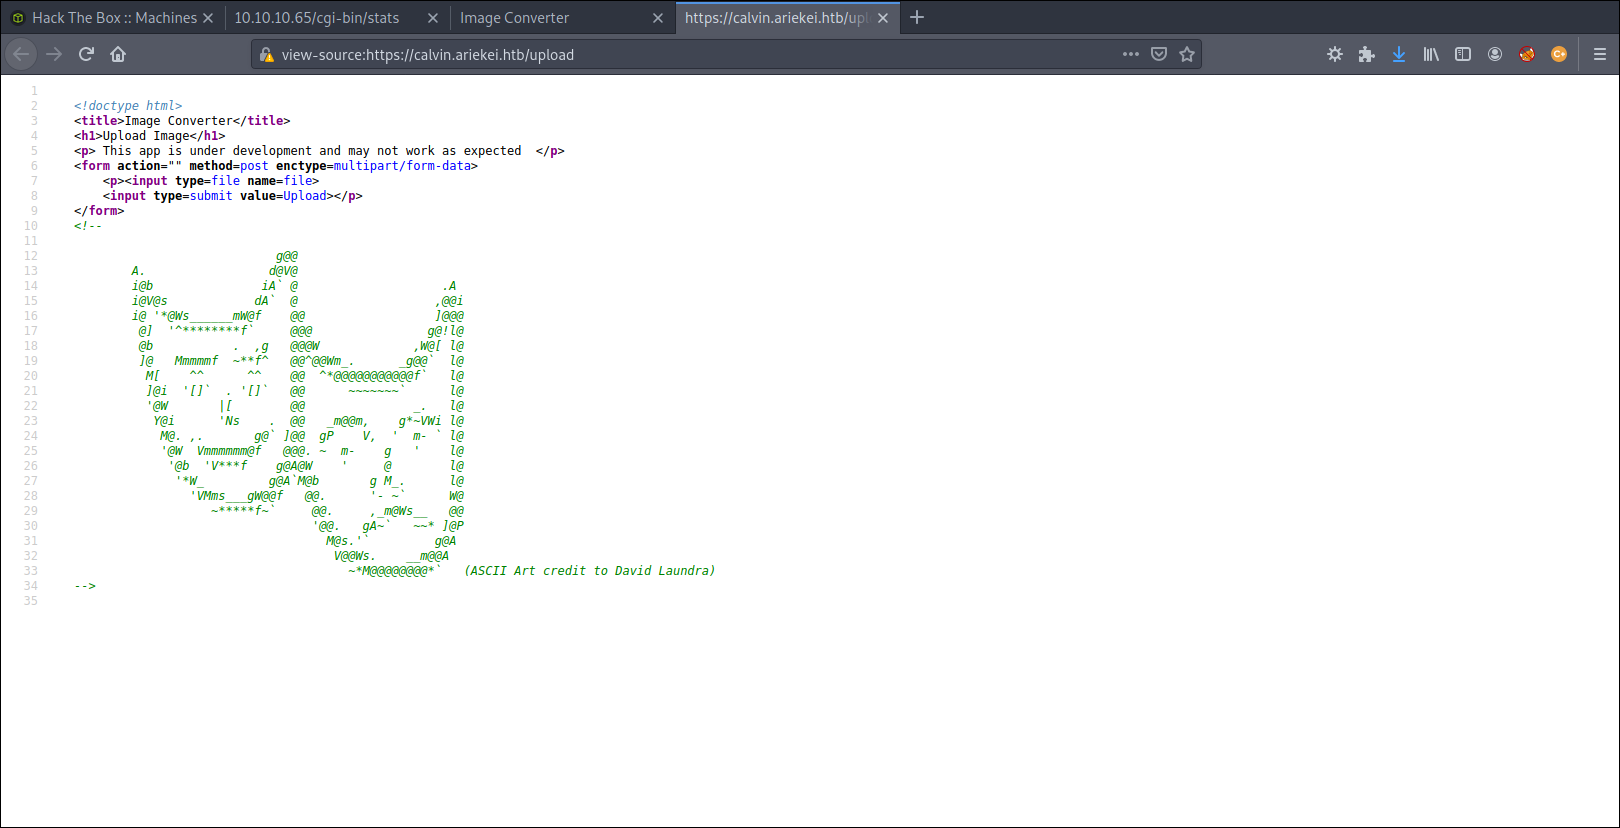 Hack The Box :: Machines
10.10.10.65/cgi-bin/stats
Image Converter
https://calvin.ariekei.htb/upl
view-source:https://calvin.ariekei.htb/upload
1
2 <!doctype html>
3 <title>Image Converter</title>
4 <h1>Upload Image</h1>
5 <p> This app is under development and may not work as expected  </p>
6 <form action="" method=post enctype=multipart/form-data>
7     <p><input type=file name=file>
8     <input type=submit value=Upload></p>
9 </form>
10 <!--
11
12                             g@@
13         A.                 d@V@
14         i@b               iA` @                    .A
15         i@V@s            dA`  @                   ,@@i
16         i@ '*@Ws______mW@f    @@                  ]@@@
17          @]  '^********f`     @@@                g@!l@
18          @b           .  ,g   @@@W             ,W@[ l@
19          ]@   Mmmmmf  ~**f^   @@^@@Wm_.      _g@@`  l@
20           M[    ^^      ^^    @@  ^*@@@@@@@@@@@f`   l@
21           ]@i  '[]`  . '[]`   @@      ~~~~~~~`      l@
22           '@W       |[        @@               _.   l@
23            Y@i      'Ns    .  @@   _m@@m,    g*~VWi l@
24             M@. ,.       g@` ]@@  gP    V,  '  m- ` l@
25             '@W  Vmmmmmm@f   @@@. ~  m-    g   '    l@
26              '@b  'V***f    g@A@W    '     @        l@
27               '*W_         g@A`M@b       g M_.      l@
28                 'VMms___gW@@f   @@.      '- ~`      W@
29                    ~*****f~`     @@.     ,_m@Ws__   @@
30                                  '@@.   gA~`   ~~* ]@P
31                                    M@s.'`         g@A
32                                     V@@Ws.    __m@@A
33                                       ~*M@@@@@@@@*`   (ASCII Art credit to David Laundra)
34 -->
35